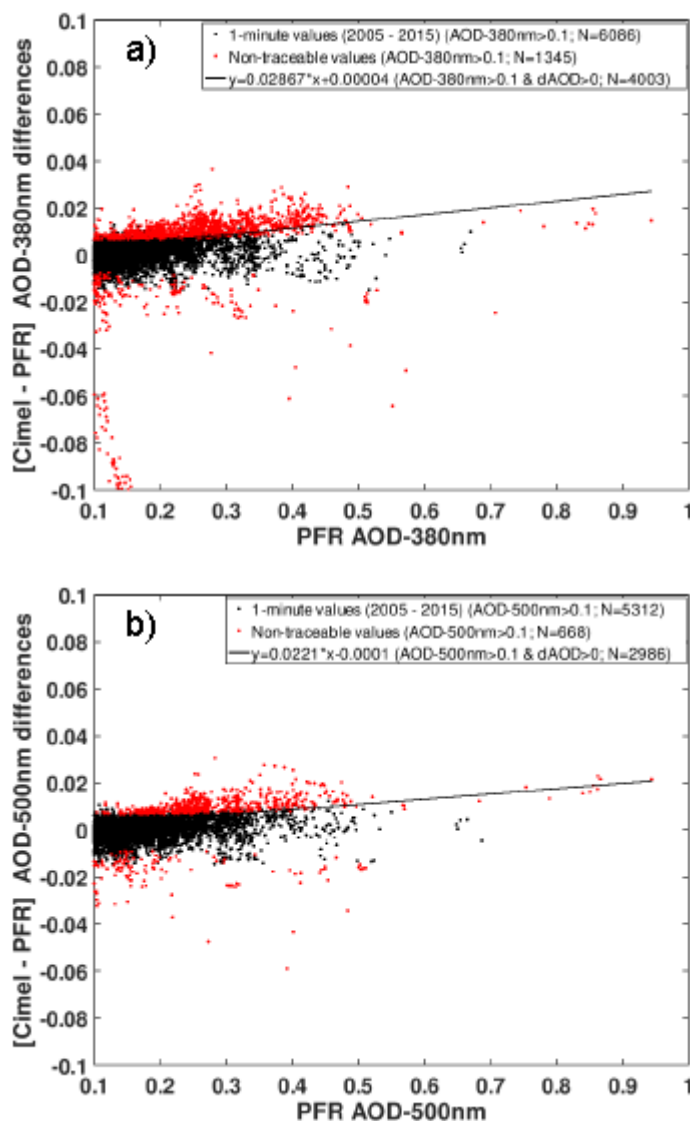 a)
1-minute values (2005 - 2015) (AOD-380nm>0.1; N=6086)
Non-traceable values (AOD-380nm>0.1; N=1345)
y=0.02867*x+0.00004 (AOD-380nm>0.1 & dAOD>0; N=4003)
[Cimel - PFR] AOD-380nm differences
0.1
0.08
0.06
0.04
0.02
0
-0.02
-0.04
-0.06
-0.08
-0.1
0.1 0.2 0.3 0.4 0.5 0.6 0.7 0.8 0.9 1
PFR AOD-380nm
b)
1-minute values (2005 - 2015) (AOD-500nm>0.1; N=5312)
Non-traceable values (AOD-500nm>0.1; N=668)
y=0.0221*x-0.0001 (AOD-500nm>0.1 & dAOD>0; N=2986)
[Cimel - PFR] AOD-500nm differences
0.1
0.08
0.06
0.04
0.02
0
-0.02
-0.04
-0.06
-0.08
-0.1
0.1 0.2 0.3 0.4 0.5 0.6 0.7 0.8 0.9 1
PFR AOD-500nm